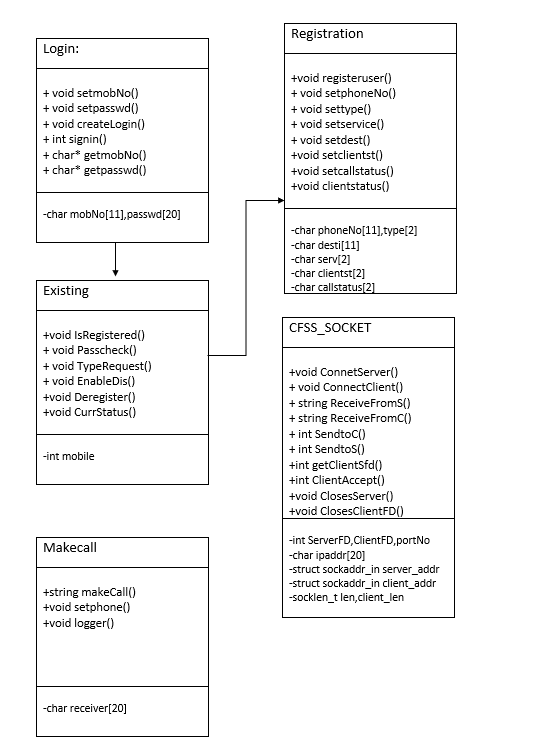 Login:
+ void setmobNo()
+ void setpasswd()
+ void createLogin()
+ int signin()
+ char* getmobNo()
+ char* getpasswd()
-char mobNo[11],passwd[20]
Existing
+void IsRegistered()
+ void Passcheck()
+ void TypeRequest()
+ void EnableDis()
+void Deregister()
+void CurrStatus()
-int mobile
Makecall
+string makeCall()
+void setphone()
+void logger()
-char receiver[20]
Registration
+void registeruser()
+ void setphoneNo()
+ void settype()
+ void setservice()
+ void setdest()
+void setclientst()
+void setcallstatus()
+void clientstatus()
-char phoneNo[11],type[2]
-char desti[11]
-char serv[2]
-char clientst[2]
-char callstatus[2]
CFSS_SOCKET
+void ConnetServer()
+ void ConnectClient()
+ string ReceiveFromS()
+ string ReceiveFromC()
+ int SendtoC()
+ int SendtoS()
+int getClientSfd()
+int ClientAccept()
+void ClosesServer()
+void ClosesClientFD()
-int ServerFD,ClientFD,portNo
-char ipaddr[20]
-struct sockaddr_in server_addr
-struct sockaddr_in client_addr
-socklen_t len,client_len